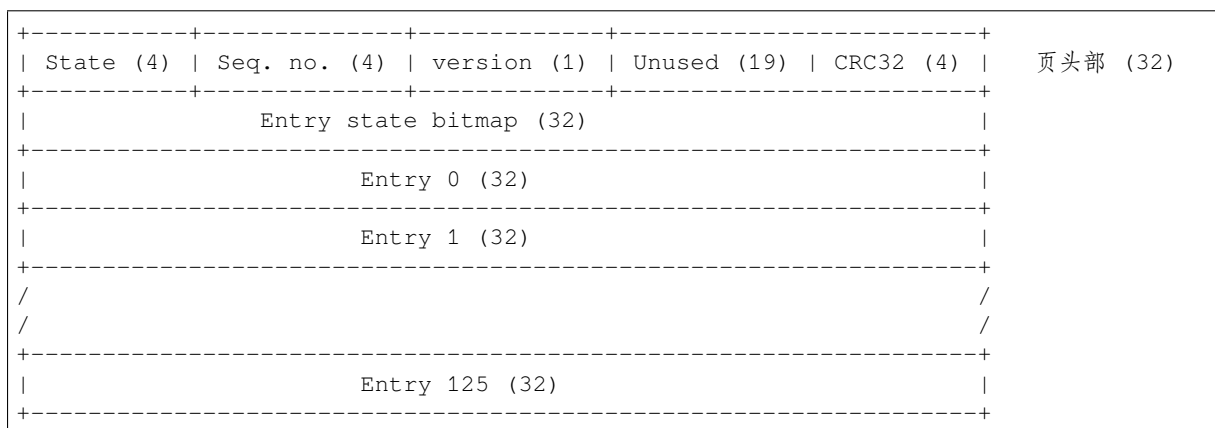 +-----------+--------------+-------------+-------------------------+
| State (4) | Seq. no. (4) | version (1) | Unused (19) | CRC32 (4) | 页头部 (32)
+-----------+--------------+-------------+-------------------------+
| Entry state bitmap (32) |
+------------------------------------------------------------------+
| Entry 0 (32) |
+------------------------------------------------------------------+
| Entry 1 (32) |
+------------------------------------------------------------------+
/ /
/ /
+------------------------------------------------------------------+
| Entry 125 (32) |
+------------------------------------------------------------------+